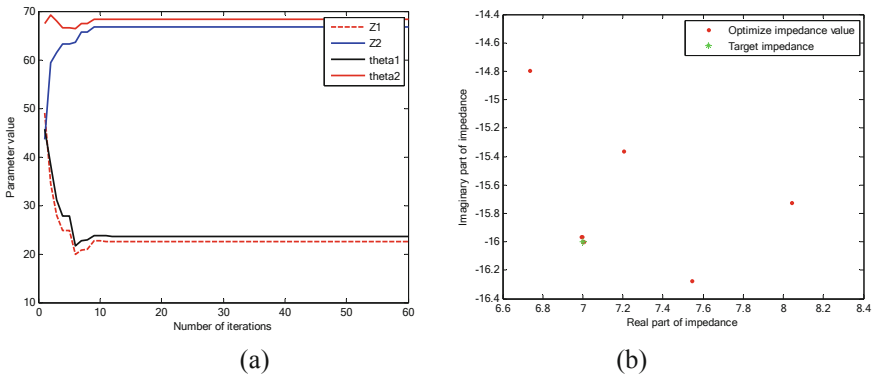 70
60
50
40
30
20
10
0 10 20 30 40 50 60
Parameter value
Number of iterations
Z1
Z2
theta1
theta2
(a)
-14.4
-14.6
-14.8
-15
-15.2
-15.4
-15.6
-15.8
-16
-16.2
-16.4
6.6 6.8 7 7.2 7.4 7.6 7.8 8 8.2 8.4
Imaginary part of impedance
Real part of impedance
Optimize impedance value
Target impedance
(b)